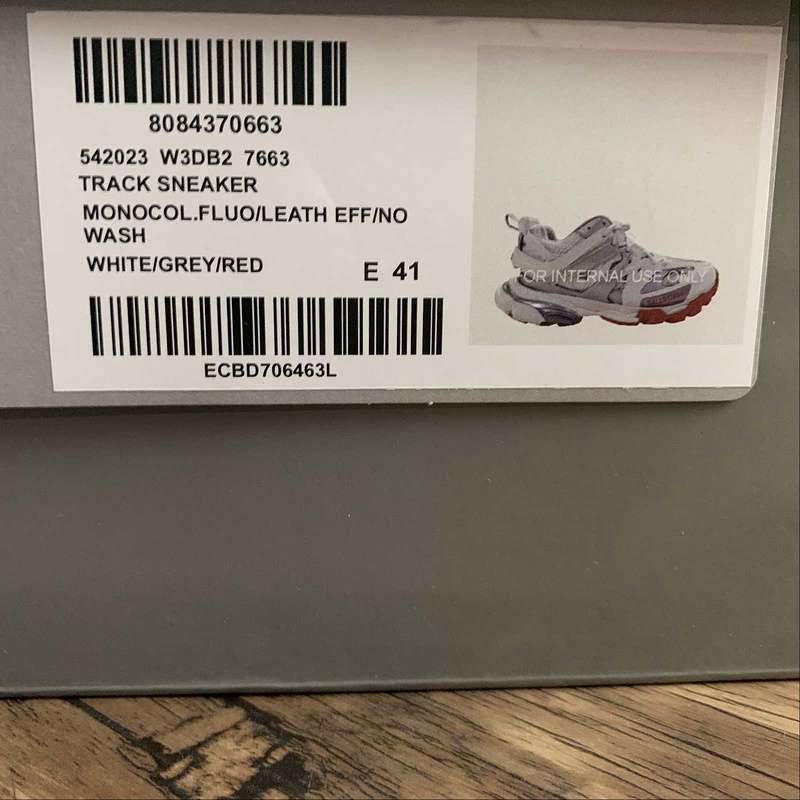 8084370663
542023 W3DB2 7663
TRACK SNEAKER
MONOCOL.FLUO/LEATH EFF/NO
WASH
WHITE/GREY/RED E 41
ECBD706463L
FOR INTERNAL USE ONLY